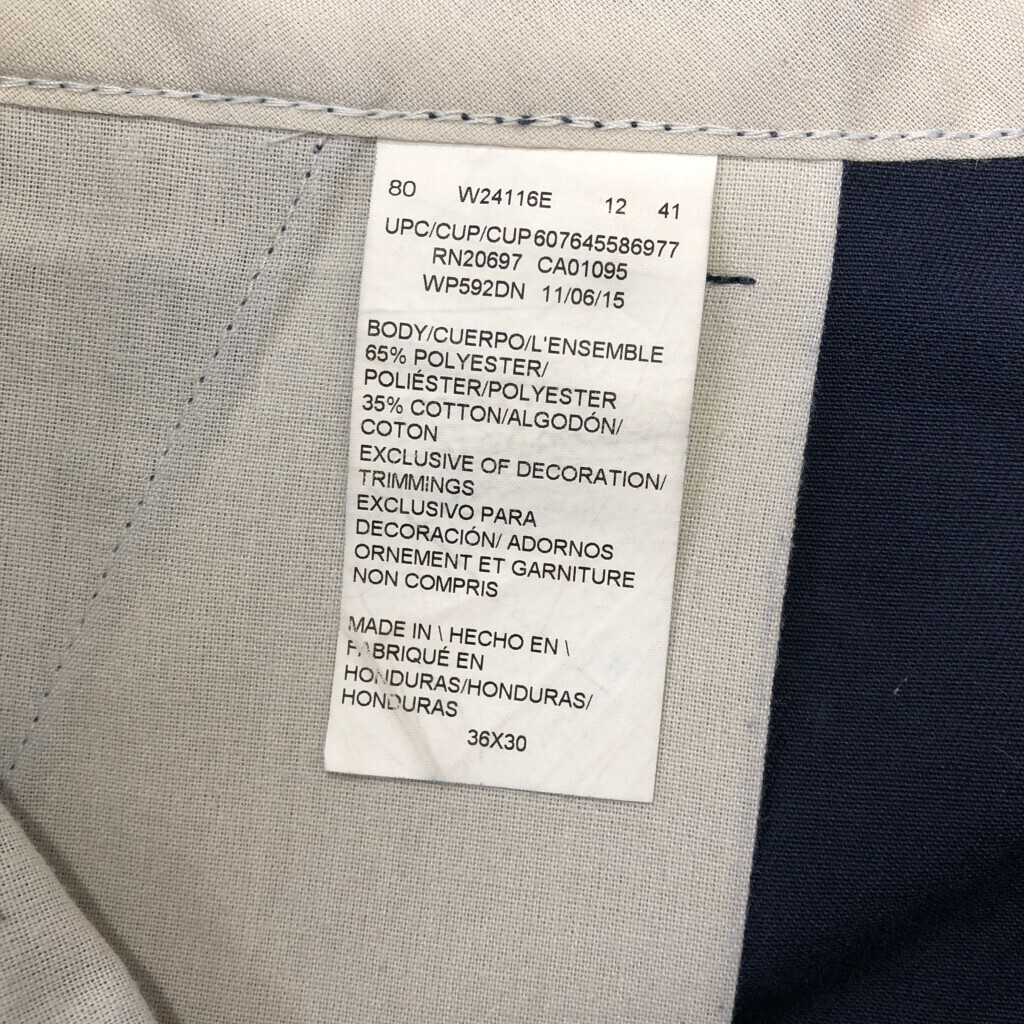 80 W24116E 12 41
UPC/CUP/CUP607645586977
RN20697 CA01095
WP592DN 11/06/15
BODY/CUERPO/L'ENSEMBLE
65% POLYESTER/
POLIÉSTER/POLYESTER
35% COTTON/ALGODÓN/
COTON
EXCLUSIVE OF DECORATION/
TRIMMINGS
EXCLUSIVO PARA
DECORACIÓN/ ADORNOS
ORNEMENT ET GARNITURE
NON COMPRIS
MADE IN \ HECHO EN \
FABRIQUÉ EN
HONDURAS/HONDURAS/
HONDURAS
36X30